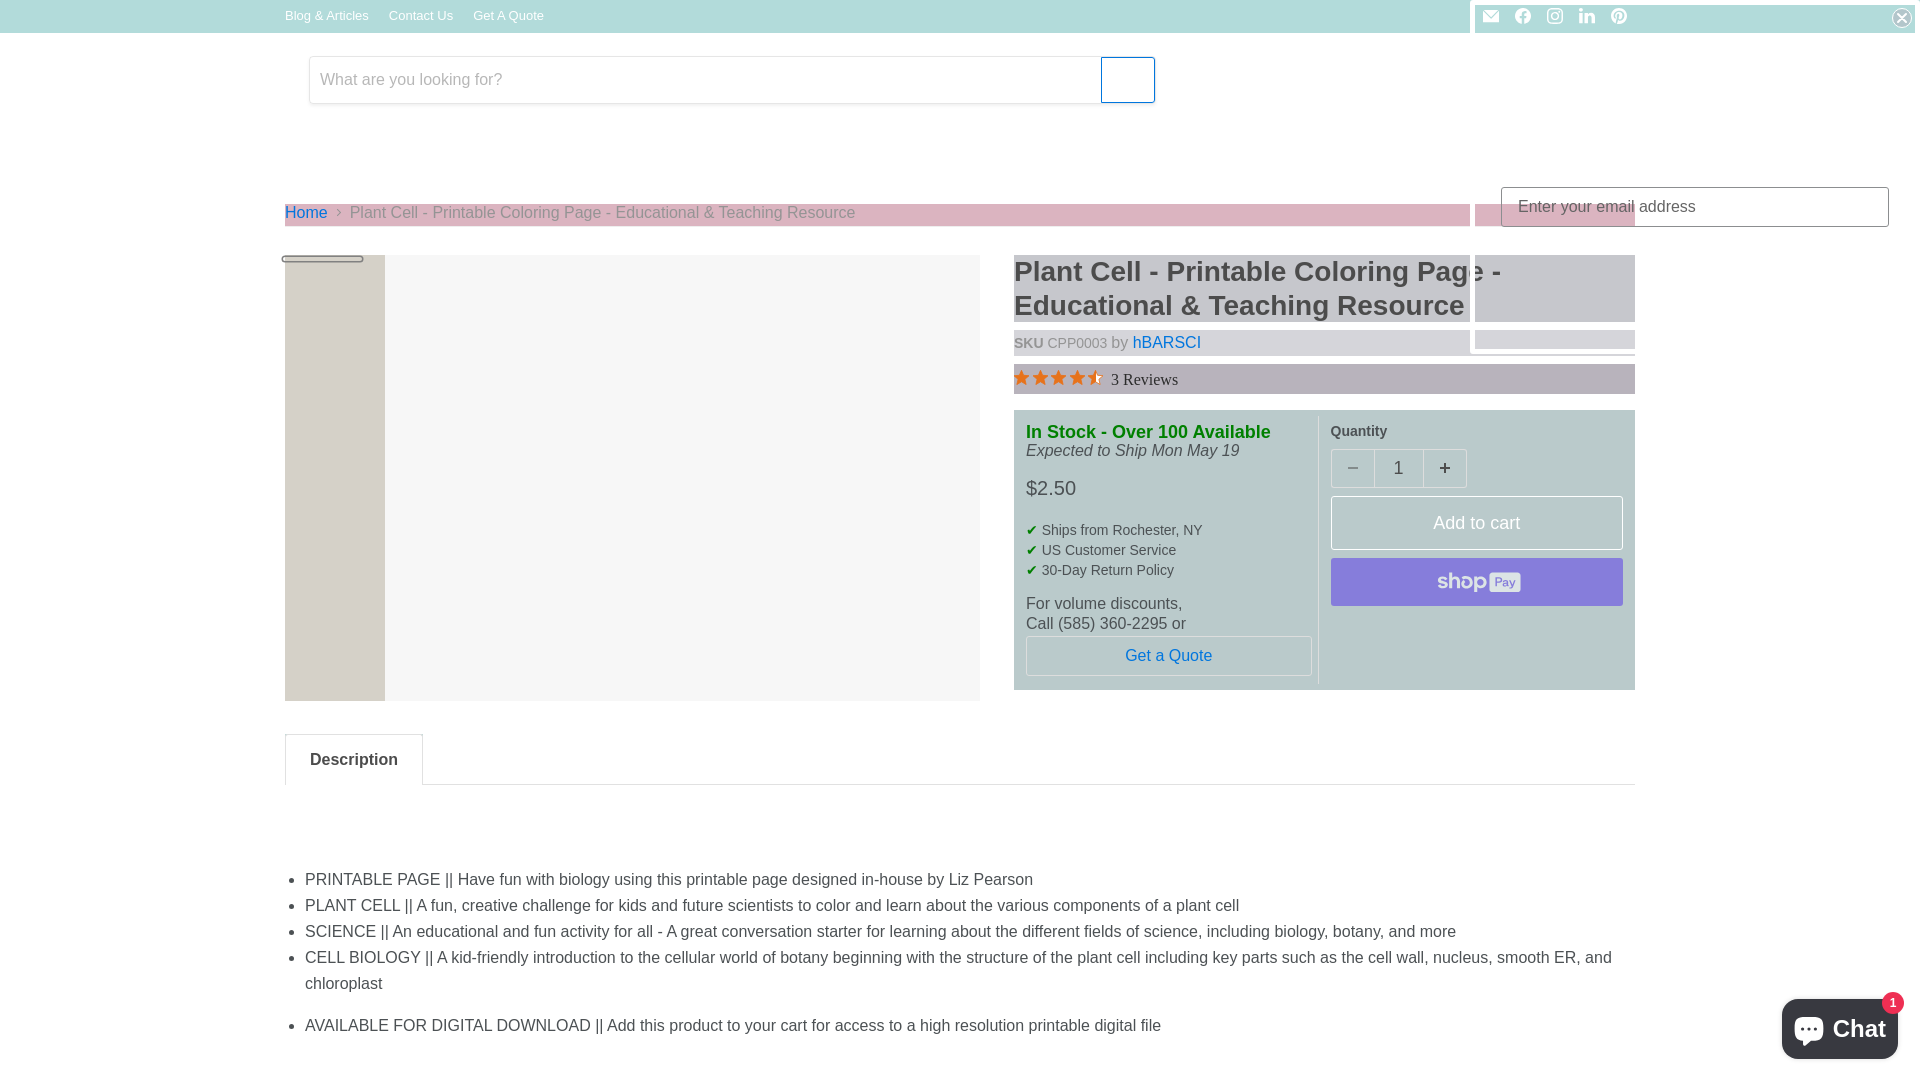 Blog & Articles
Contact Us
Get A Quote
What are you looking for?
Enter your email address
Home
Plant Cell - Printable Coloring Page - Educational & Teaching Resource
Plant Cell - Printable Coloring Page -
Educational & Teaching Resource
SKU CPP0003 by hBARSCI
3 Reviews
In Stock - Over 100 Available
Expected to Ship Mon May 19
$2.50
✔ Ships from Rochester, NY
✔ US Customer Service
✔ 30-Day Return Policy
For volume discounts,
Call (585) 360-2295 or
Get a Quote
Quantity
1
Add to cart
shop Pay
Description
• PRINTABLE PAGE || Have fun with biology using this printable page designed in-house by Liz Pearson
• PLANT CELL || A fun, creative challenge for kids and future scientists to color and learn about the various components of a plant cell
• SCIENCE || An educational and fun activity for all - A great conversation starter for learning about the different fields of science, including biology, botany, and more
• CELL BIOLOGY || A kid-friendly introduction to the cellular world of botany beginning with the structure of the plant cell including key parts such as the cell wall, nucleus, smooth ER, and
chloroplast
• AVAILABLE FOR DIGITAL DOWNLOAD || Add this product to your cart for access to a high resolution printable digital file
1
Chat